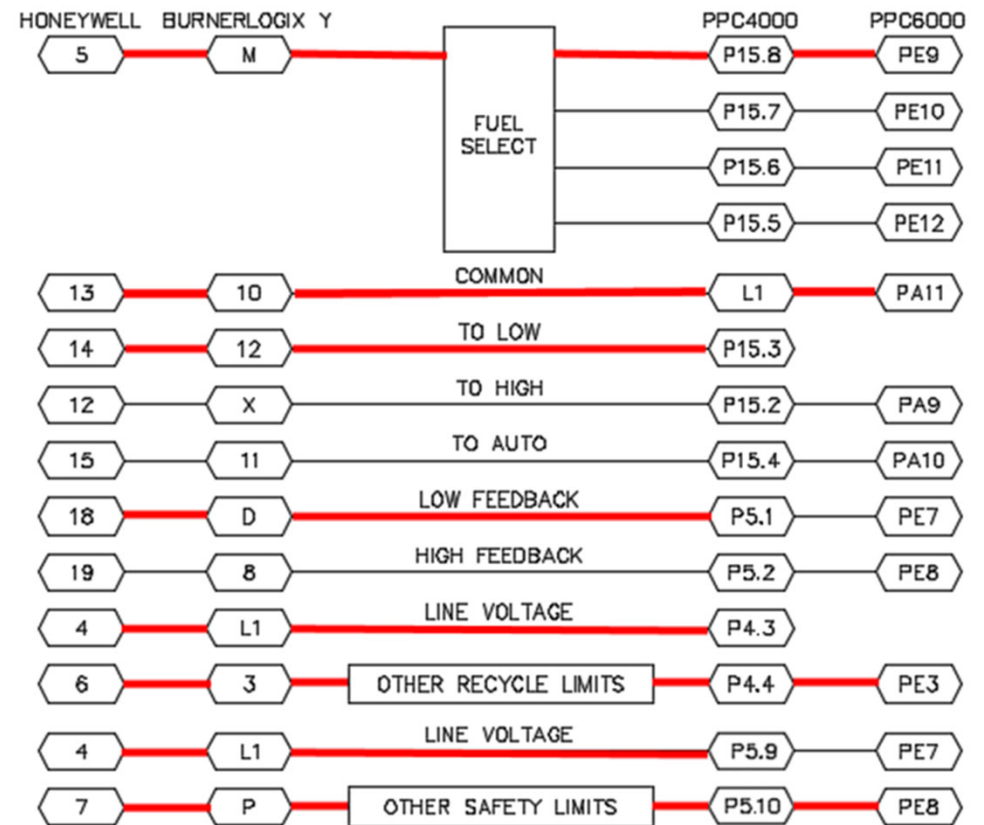 HONEYWELL BURNERLOGIX Y PPC4000 PPC6000
5 M P15.8 PE9
P15.7 PE10
FUEL
SELECT
P15.6 PE11
P15.5 PE12
COMMON
13 10 L1 PA11
TO LOW
14 12 P15.3
TO HIGH
12 X P15.2 PA9
TO AUTO
15 11 P15.4 PA10
LOW FEEDBACK
18 D P5.1 PE7
HIGH FEEDBACK
19 8 P5.2 PE8
LINE VOLTAGE
4 L1 P4.3
6 3 OTHER RECYCLE LIMITS P4.4 PE3
LINE VOLTAGE
4 L1 P5.9 PE7
7 P OTHER SAFETY LIMITS P5.10 PE8